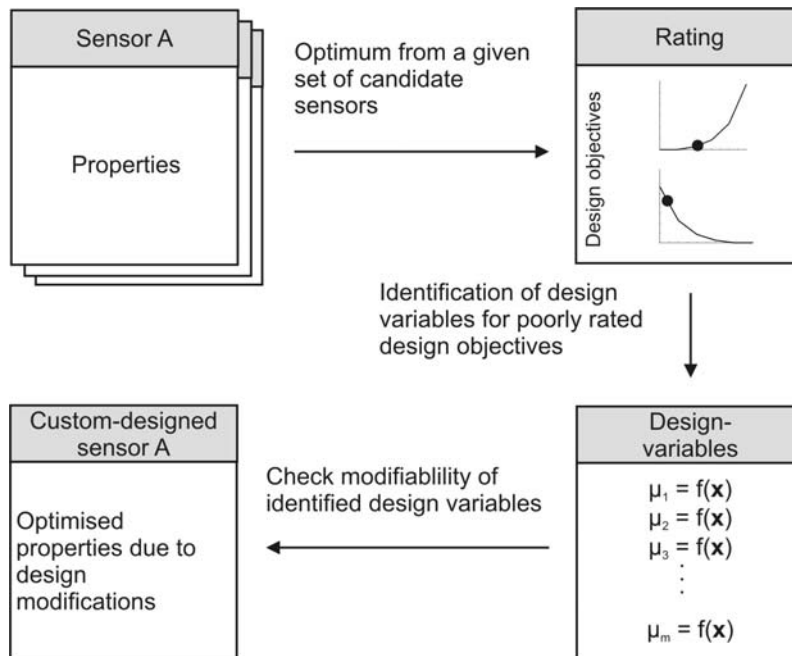 Sensor A
Properties
Optimum from a given
set of candidate
sensors
Rating
Design objectives
Identification of design
variables for poorly rated
design objectives
Design-
variables
μ₁ = f(x)
μ₂ = f(x)
μ₃ = f(x)
⋮
μₘ = f(x)
Check modifiablility of
identified design variables
Custom-designed
sensor A
Optimised
properties due to
design
modifications